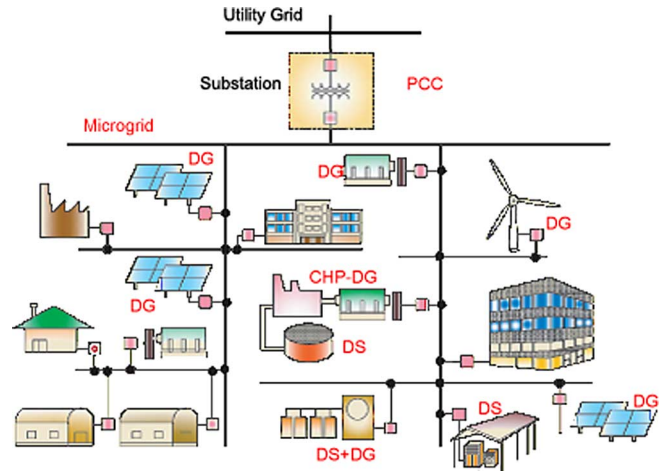 Utility Grid
Substation
PCC
Microgrid
DG
DG
DG
DG
CHP-DG
DS
DS
DG
DS+DG